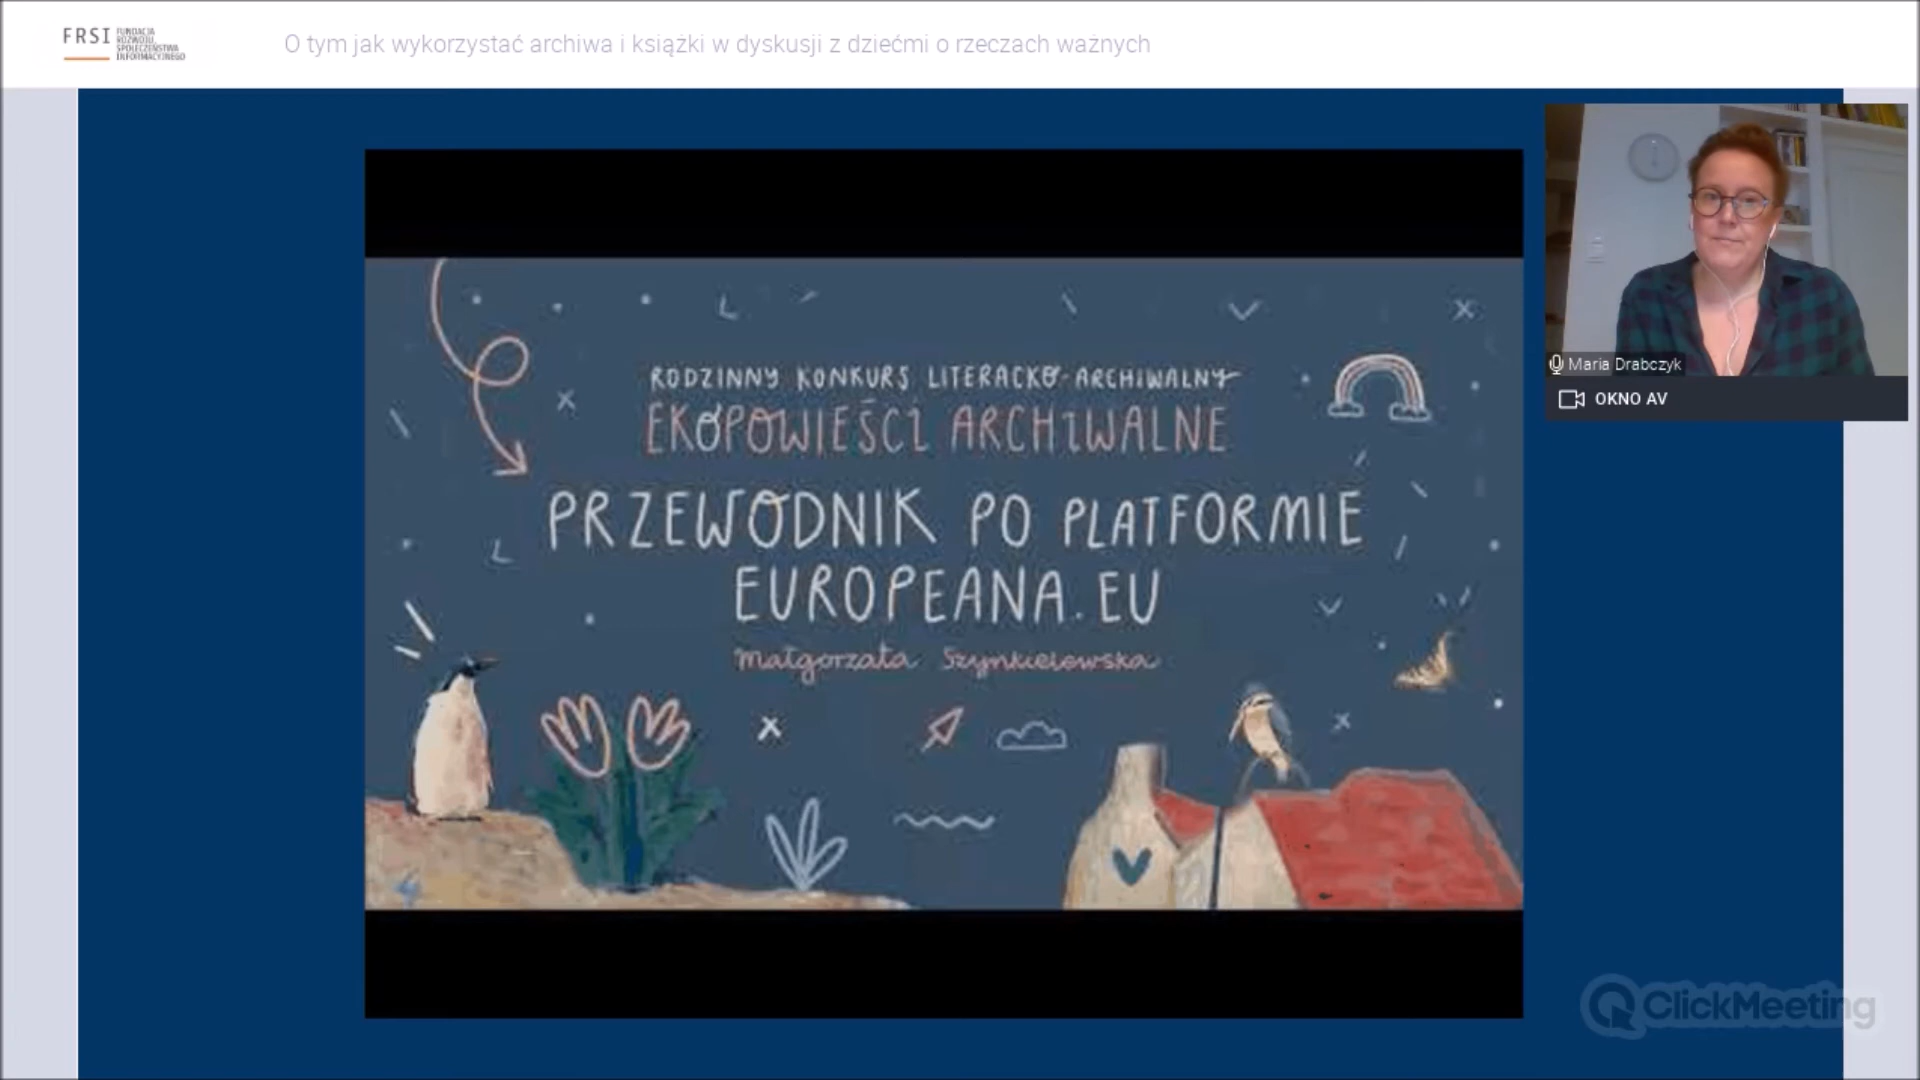 FRSI
FUNDACJA
ROZWOJU
SPOŁECZEŃSTWA
INFORMACYJNEGO
O tym jak wykorzystać archiwa i książki w dyskusji z dziećmi o rzeczach ważnych
RODZINNY KONKURS LITERACKO-ARCHIWALNY
EKOPOWIEŚCI ARCHIWALNE
PRZEWODNIK PO PLATFORMIE
EUROPEANA.EU
Małgorzata Szynkielewska
Maria Drabczyk
OKNO AV
ClickMeeting